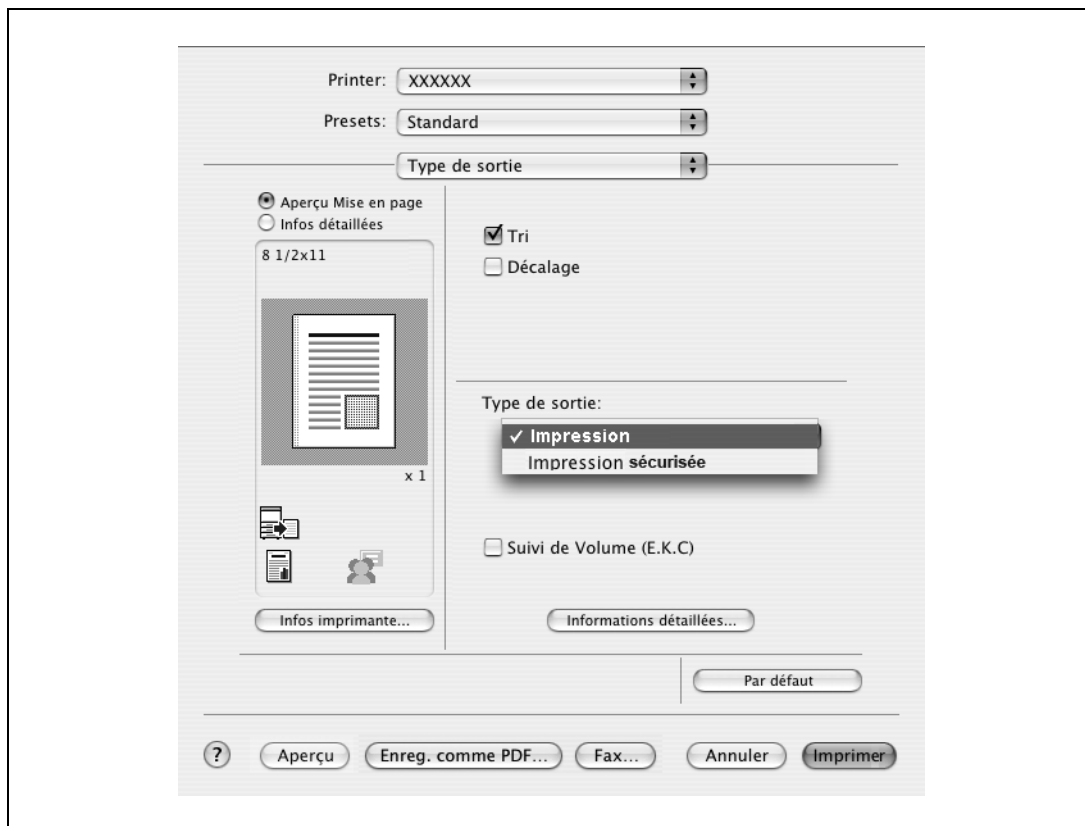 Printer: XXXXXX
Presets: Standard
Type de sortie
Aperçu Mise en page
Infos détaillées
8 1/2x11
x 1
Infos imprimante...
Tri
Décalage
Type de sortie:
✓ Impression
Impression sécurisée
Suivi de Volume (E.K.C)
Informations détaillées...
Par défaut
? Aperçu Enreg. comme PDF... Fax... Annuler Imprimer